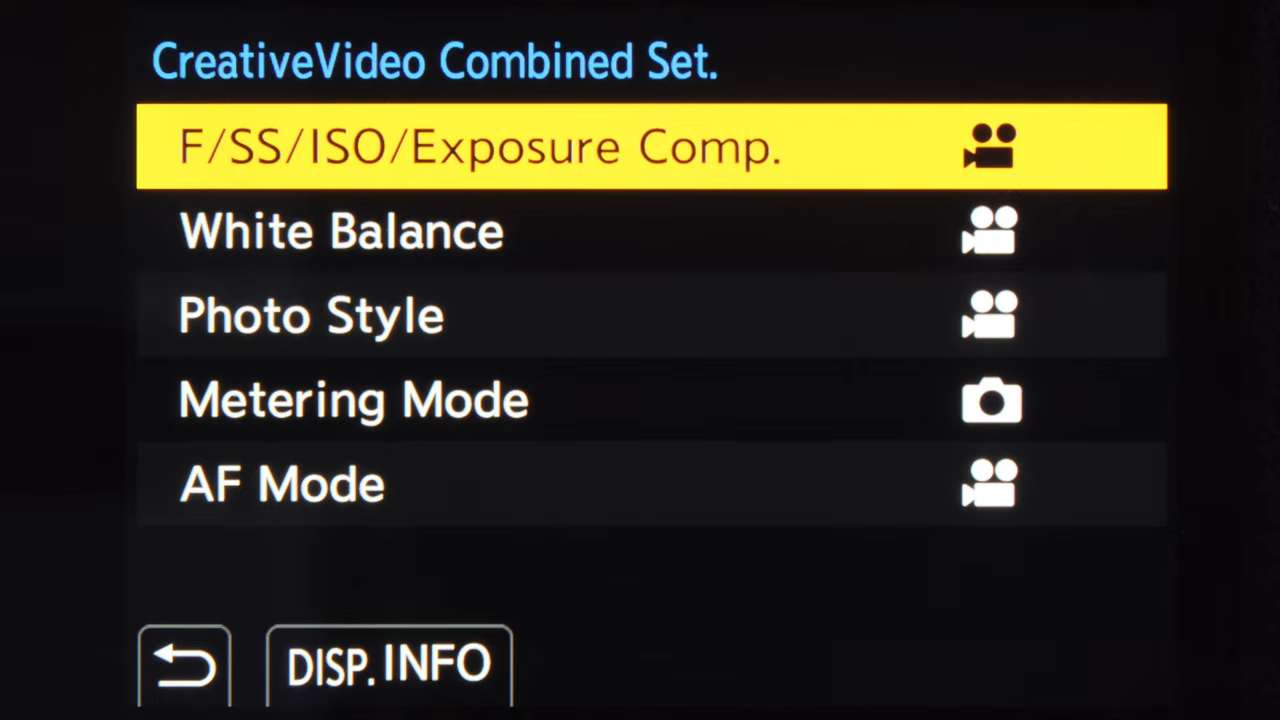 CreativeVideo Combined Set.
F/SS/ISO/Exposure Comp.
White Balance
Photo Style
Metering Mode
AF Mode
DISP. INFO